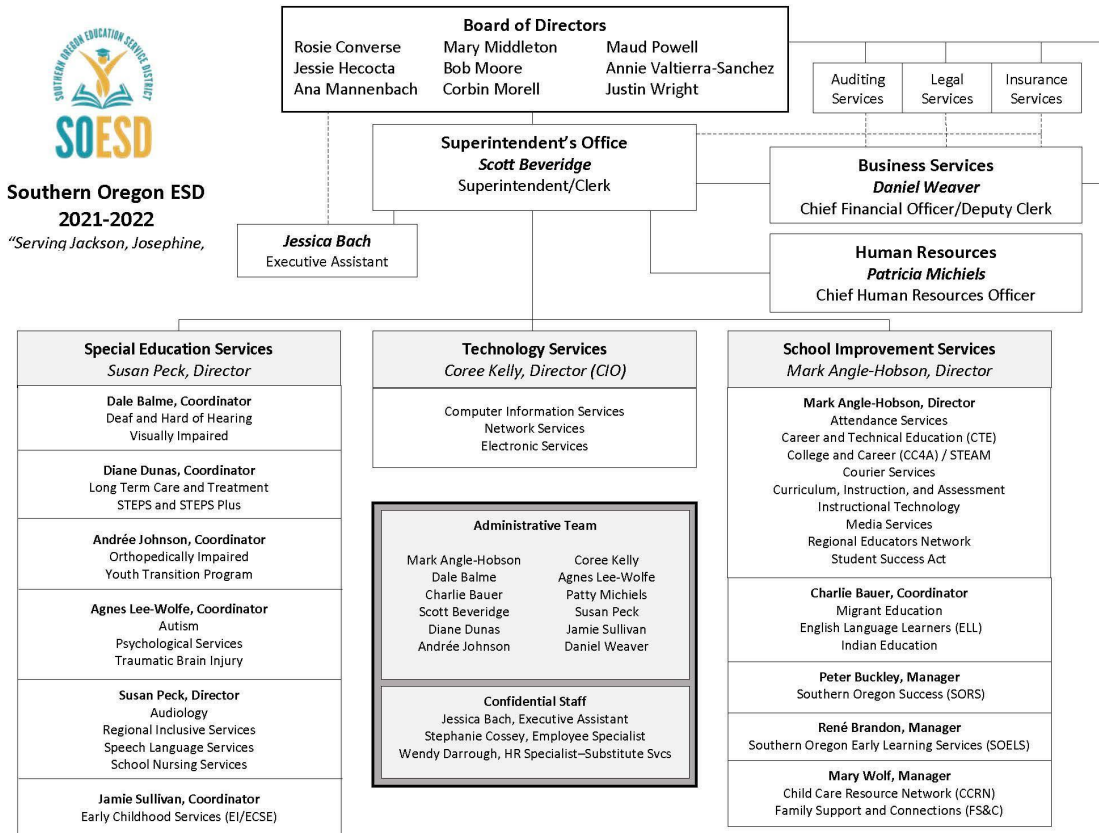 SOUTHERN OREGON EDUCATION SERVICE DISTRICT
SOESD
Southern Oregon ESD
2021-2022
"Serving Jackson, Josephine,
Board of Directors
Rosie Converse Mary Middleton Maud Powell
Jessie Hecocta Bob Moore Annie Valtierra-Sanchez
Ana Mannenbach Corbin Morell Justin Wright
Auditing
Services
Legal
Services
Insurance
Services
Superintendent's Office
Scott Beveridge
Superintendent/Clerk
Business Services
Daniel Weaver
Chief Financial Officer/Deputy Clerk
Jessica Bach
Executive Assistant
Human Resources
Patricia Michiels
Chief Human Resources Officer
Special Education Services
Susan Peck, Director
Dale Balme, Coordinator
Deaf and Hard of Hearing
Visually Impaired
Diane Dunas, Coordinator
Long Term Care and Treatment
STEPS and STEPS Plus
Andrée Johnson, Coordinator
Orthopedically Impaired
Youth Transition Program
Agnes Lee-Wolfe, Coordinator
Autism
Psychological Services
Traumatic Brain Injury
Susan Peck, Director
Audiology
Regional Inclusive Services
Speech Language Services
School Nursing Services
Jamie Sullivan, Coordinator
Early Childhood Services (EI/ECSE)
Technology Services
Coree Kelly, Director (CIO)
Computer Information Services
Network Services
Electronic Services
Administrative Team
Mark Angle-Hobson Coree Kelly
Dale Balme Agnes Lee-Wolfe
Charlie Bauer Patty Michiels
Scott Beveridge Susan Peck
Diane Dunas Jamie Sullivan
Andrée Johnson Daniel Weaver
Confidential Staff
Jessica Bach, Executive Assistant
Stephanie Cossey, Employee Specialist
Wendy Darrough, HR Specialist–Substitute Svcs
School Improvement Services
Mark Angle-Hobson, Director
Mark Angle-Hobson, Director
Attendance Services
Career and Technical Education (CTE)
College and Career (CC4A) / STEAM
Courier Services
Curriculum, Instruction, and Assessment
Instructional Technology
Media Services
Regional Educators Network
Student Success Act
Charlie Bauer, Coordinator
Migrant Education
English Language Learners (ELL)
Indian Education
Peter Buckley, Manager
Southern Oregon Success (SORS)
René Brandon, Manager
Southern Oregon Early Learning Services (SOELS)
Mary Wolf, Manager
Child Care Resource Network (CCRN)
Family Support and Connections (FS&C)